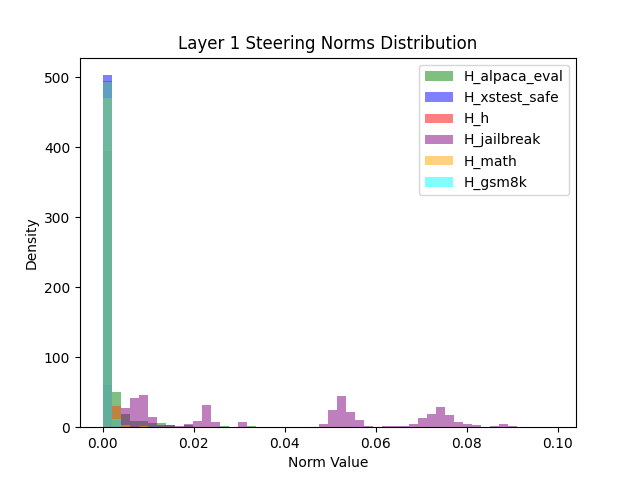 Layer 1 Steering Norms Distribution
H_alpaca_eval
H_xstest_safe
H_h
H_jailbreak
H_math
H_gsm8k
500
400
300
200
100
0
Density
0.00 0.02 0.04 0.06 0.08 0.10
Norm Value